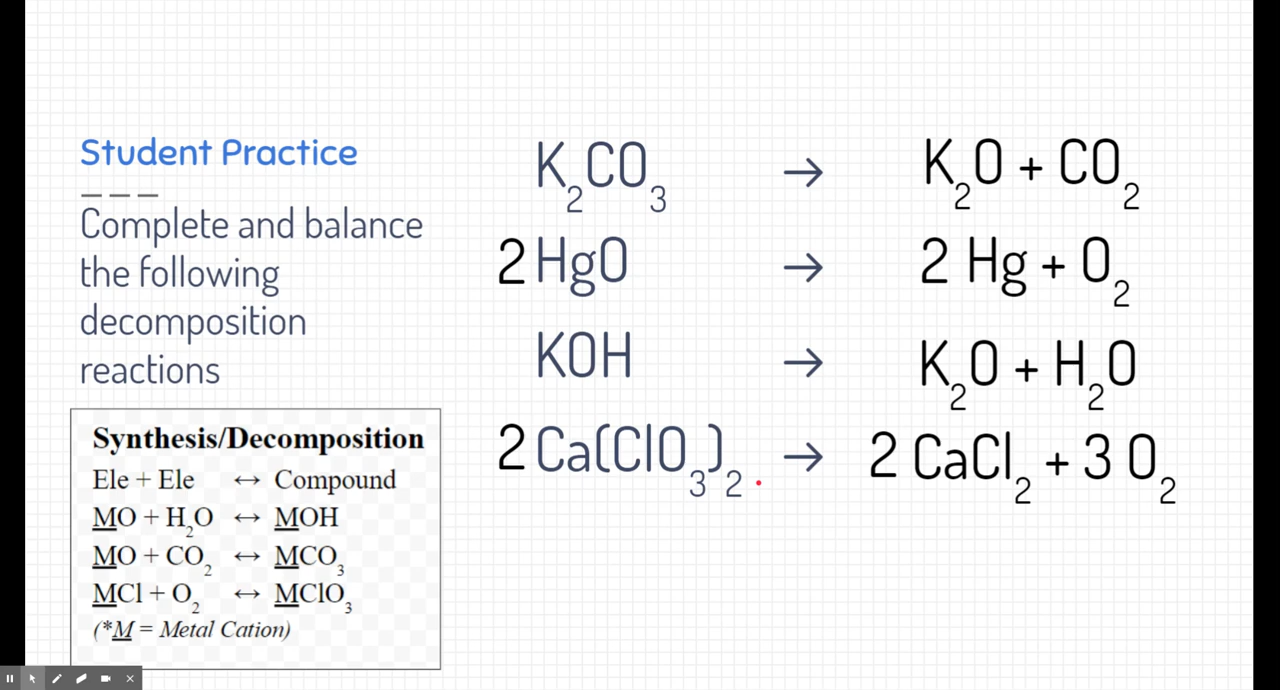 Student Practice
Complete and balance
the following
decomposition
reactions
Synthesis/Decomposition
Ele + Ele ↔ Compound
MO + H₂O ↔ MOH
MO + CO₂ ↔ MCO₃
MCl + O₂ ↔ MClO₃
(*M = Metal Cation)
K₂CO₃ → K₂O + CO₂
2 HgO → 2 Hg + O₂
KOH → K₂O + H₂O
2 Ca(ClO₃)₂ → 2 CaCl₂ + 3 O₂